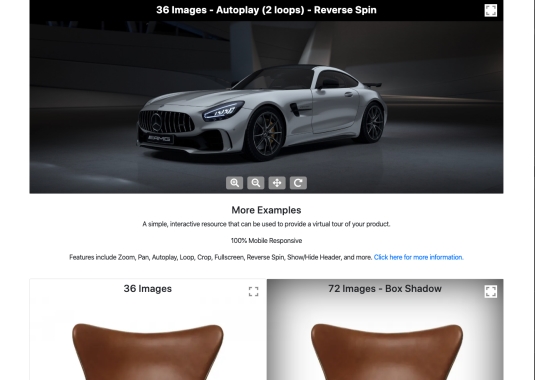 36 Images - Autoplay (2 loops) - Reverse Spin
AMG
More Examples
A simple, interactive resource that can be used to provide a virtual tour of your product.
100% Mobile Responsive
Features include Zoom, Pan, Autoplay, Loop, Crop, Fullscreen, Reverse Spin, Show/Hide Header, and more. Click here for more information.
36 Images
72 Images - Box Shadow